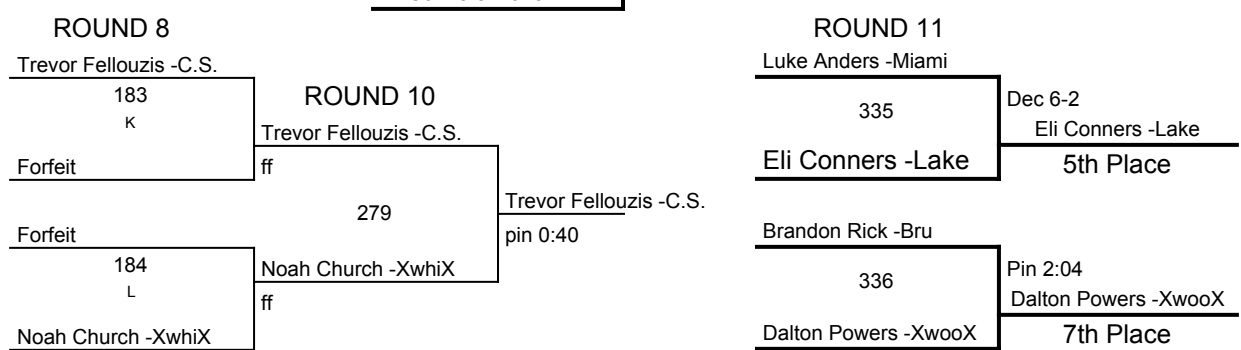 ROUND 8
Trevor Fellouzis -C.S.
183
K
Forfeit
Forfeit
184
L
Noah Church -XwhiX
ROUND 10
Trevor Fellouzis -C.S.
ff
279
Noah Church -XwhiX
ff
Trevor Fellouzis -C.S.
pin 0:40
ROUND 11
Luke Anders -Miami
335
Eli Conners -Lake
Dec 6-2
Eli Conners -Lake
5th Place
Brandon Rick -Bru
336
Dalton Powers -XwooX
Pin 2:04
Dalton Powers -XwooX
7th Place